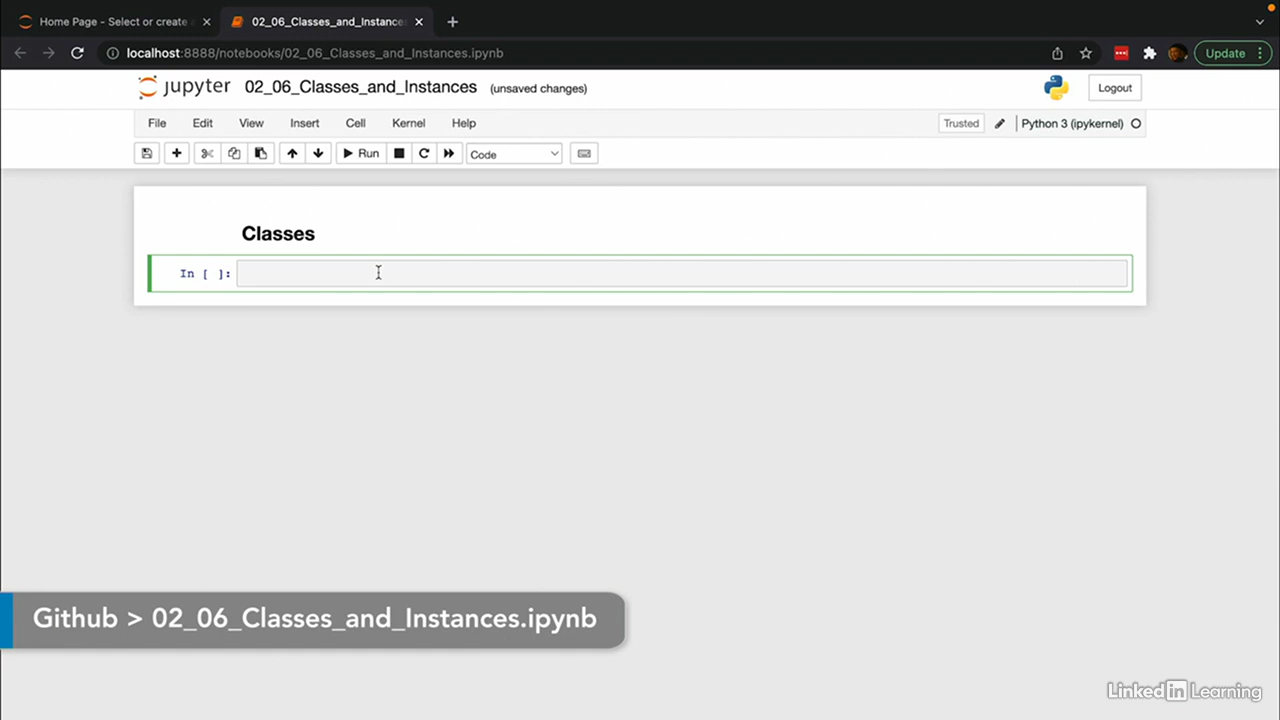 Home Page - Select or create
02_06_Classes_and_Instances
localhost:8888/notebooks/02_06_Classes_and_Instances.ipynb
Update
jupyter 02_06_Classes_and_Instances (unsaved changes)
Logout
File Edit View Insert Cell Kernel Help
Trusted Python 3 (ipykernel)
Run Code
Classes
In [ ]:
Github > 02_06_Classes_and_Instances.ipynb
Linked in Learning